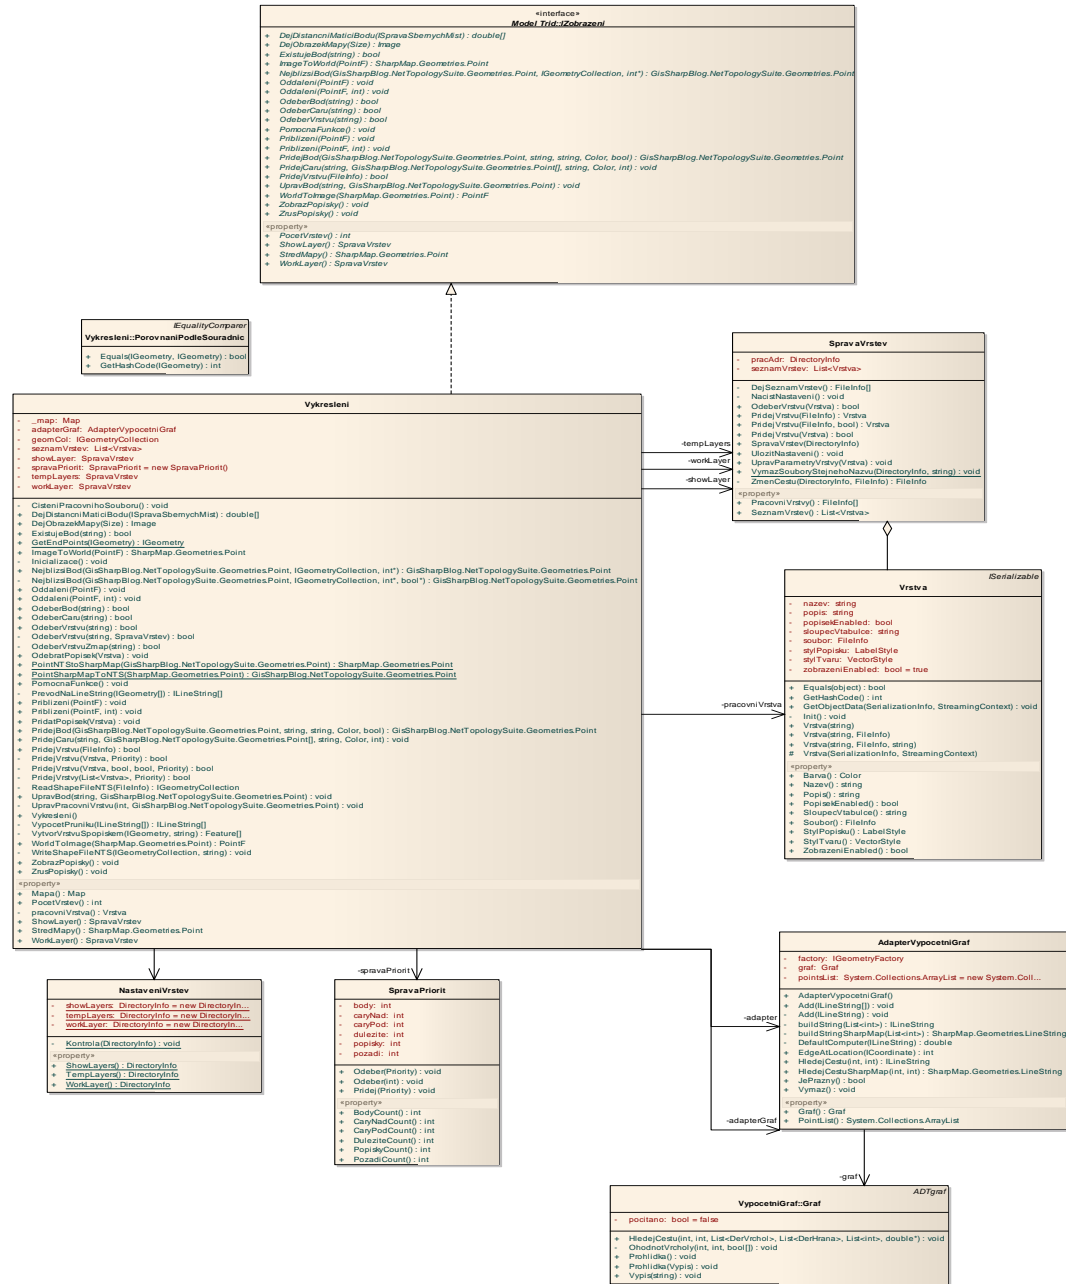 «interface»
Model Trid::IZobrazeni
+ DejDistancniMaticiBodu(ISpravaSbernychMist) : double[]
+ DejObrazekMapy(Size) : Image
+ ExistujeBod(string) : bool
+ ImageToWorld(PointF) : SharpMap.Geometries.Point
+ NejblizsiBod(GisSharpBlog.NetTopologySuite.Geometries.Point, IGeometryCollection, int*) : GisSharpBlog.NetTopologySuite.Geometries.Point
+ Oddaleni(PointF) : void
+ Oddaleni(PointF, int) : void
+ OdeberBod(string) : bool
+ OdeberCaru(string) : bool
+ OdeberVrstvu(string) : bool
+ PomocnaFunkce() : void
+ Priblizeni(PointF) : void
+ Priblizeni(PointF, int) : void
+ PridejBod(GisSharpBlog.NetTopologySuite.Geometries.Point, string, string, Color, bool) : GisSharpBlog.NetTopologySuite.Geometries.Point
+ PridejCaru(string, GisSharpBlog.NetTopologySuite.Geometries.Point[], string, Color, int) : void
+ PridejVrstvu(FileInfo) : bool
+ UpravBod(string, GisSharpBlog.NetTopologySuite.Geometries.Point) : void
+ WorldToImage(SharpMap.Geometries.Point) : PointF
+ ZobrazPopisky() : void
+ ZrusPopisky() : void
«property»
+ PocetVrstev() : int
+ ShowLayer() : SpravaVrstev
+ StredMapy() : SharpMap.Geometries.Point
+ WorkLayer() : SpravaVrstev
IEqualityComparer
Vykresleni::PorovnaniPodleSouradnic
+ Equals(IGeometry, IGeometry) : bool
+ GetHashCode(IGeometry) : int
SpravaVrstev
- pracAdr: DirectoryInfo
- seznamVrstev: List<Vrstva>
- DejSeznamVrstev() : FileInfo[]
- NacistNastaveni() : void
+ OdeberVrstvu(Vrstva) : bool
+ PridejVrstvu(FileInfo) : Vrstva
+ PridejVrstvu(FileInfo, bool) : Vrstva
+ PridejVrstvu(Vrstva) : bool
+ SpravaVrstev(DirectoryInfo)
+ UlozitNastaveni() : void
+ UpravParametryVrstvy(Vrstva) : void
+ VymazSouboryStejnehoNazvu(DirectoryInfo, string) : void
- ZmenCestu(DirectoryInfo, FileInfo) : FileInfo
«property»
+ PracovniVrstvy() : FileInfo[]
+ SeznamVrstev() : List<Vrstva>
Vykresleni
- _map: Map
- adapterGraf: AdapterVypocetniGraf
- geomCol: IGeometryCollection
- seznamVrstev: List<Vrstva>
- showLayer: SpravaVrstev
- spravaPriorit: SpravaPriorit = new SpravaPriorit()
- tempLayers: SpravaVrstev
- workLayer: SpravaVrstev
- CisteniPracovnihoSouboru() : void
+ DejDistancniMaticiBodu(ISpravaSbernychMist) : double[]
+ DejObrazekMapy(Size) : Image
+ ExistujeBod(string) : bool
- GetEndPoints(IGeometry) : IGeometry
+ ImageToWorld(PointF) : SharpMap.Geometries.Point
- Inicializace() : void
+ NejblizsiBod(GisSharpBlog.NetTopologySuite.Geometries.Point, IGeometryCollection, int*) : GisSharpBlog.NetTopologySuite.Geometries.Point
- NejblizsiBod(GisSharpBlog.NetTopologySuite.Geometries.Point, IGeometryCollection, int*, bool*) : GisSharpBlog.NetTopologySuite.Geometries.Point
+ Oddaleni(PointF) : void
+ Oddaleni(PointF, int) : void
+ OdeberBod(string) : bool
+ OdeberCaru(string) : bool
+ OdeberVrstvu(string) : bool
- OdeberVrstvu(string, SpravaVrstev) : bool
- OdeberVrstvuZmap(string) : bool
+ OdebratPopisek(Vrstva) : void
+ PointNTStoSharpMap(GisSharpBlog.NetTopologySuite.Geometries.Point) : SharpMap.Geometries.Point
+ PointSharpMapToNTS(SharpMap.Geometries.Point) : GisSharpBlog.NetTopologySuite.Geometries.Point
+ PomocnaFunkce() : void
- PrevodNaLineString(IGeometry[]) : ILineString[]
+ Priblizeni(PointF) : void
+ Priblizeni(PointF, int) : void
+ PridatPopisek(Vrstva) : void
+ PridejBod(GisSharpBlog.NetTopologySuite.Geometries.Point, string, string, Color, bool) : GisSharpBlog.NetTopologySuite.Geometries.Point
+ PridejCaru(string, GisSharpBlog.NetTopologySuite.Geometries.Point[], string, Color, int) : void
+ PridejVrstvu(FileInfo) : bool
- PridejVrstvu(Vrstva, Priority) : bool
- PridejVrstvu(Vrstva, bool, bool, Priority) : bool
- PridejVrstvy(List<Vrstva>, Priority) : bool
- ReadShapeFileNTS(FileInfo) : IGeometryCollection
+ UpravBod(string, GisSharpBlog.NetTopologySuite.Geometries.Point) : void
- UpravPracovniVrstvu(int, GisSharpBlog.NetTopologySuite.Geometries.Point) : void
+ Vykresleni()
- VypocetPruniku(ILineString[]) : ILineString[]
- VytvorVrstvuSpopiskem(IGeometry, string) : Feature[]
+ WorldToImage(SharpMap.Geometries.Point) : PointF
- WriteShapeFileNTS(IGeometryCollection, string) : void
+ ZobrazPopisky() : void
+ ZrusPopisky() : void
«property»
+ Mapa() : Map
+ PocetVrstev() : int
- pracovniVrstva() : Vrstva
+ ShowLayer() : SpravaVrstev
+ StredMapy() : SharpMap.Geometries.Point
+ WorkLayer() : SpravaVrstev
-tempLayers
-workLayer
-showLayer
-pracovniVrstva
ISerializable
Vrstva
- nazev: string
- popis: string
- popisekEnabled: bool
- sloupecVtabulce: string
- soubor: FileInfo
- stylPopisku: LabelStyle
- stylTvaru: VectorStyle
- zobrazeniEnabled: bool = true
+ Equals(object) : bool
+ GetHashCode() : int
+ GetObjectData(SerializationInfo, StreamingContext) : void
- Init() : void
+ Vrstva(string)
+ Vrstva(string, FileInfo)
+ Vrstva(string, FileInfo, string)
# Vrstva(SerializationInfo, StreamingContext)
«property»
+ Barva() : Color
+ Nazev() : string
+ Popis() : string
+ PopisekEnabled() : bool
+ SloupecVtabulce() : string
+ Soubor() : FileInfo
+ StylPopisku() : LabelStyle
+ StylTvaru() : VectorStyle
+ ZobrazeniEnabled() : bool
NastaveniVrstev
- showLayers: DirectoryInfo = new DirectoryIn...
- tempLayers: DirectoryInfo = new DirectoryIn...
- workLayer: DirectoryInfo = new DirectoryIn...
- Kontrola(DirectoryInfo) : void
«property»
+ ShowLayers() : DirectoryInfo
+ TempLayers() : DirectoryInfo
+ WorkLayer() : DirectoryInfo
-spravaPriorit
SpravaPriorit
- body: int
- caryNad: int
- caryPod: int
- dulezite: int
- popisky: int
- pozadi: int
+ Odeber(Priority) : void
+ Odeber(int) : void
+ Pridej(Priority) : void
«property»
+ BodyCount() : int
+ CaryNadCount() : int
+ CaryPodCount() : int
+ DuleziteCount() : int
+ PopiskyCount() : int
+ PozadiCount() : int
-adapter
-adapterGraf
AdapterVypocetniGraf
- factory: IGeometryFactory
- graf: Graf
- pointsList: System.Collections.ArrayList = new System.Coll...
+ AdapterVypocetniGraf()
+ Add(ILineString[]) : void
- Add(ILineString) : void
- buildString(List<int>) : ILineString
- buildStringSharpMap(List<int>) : SharpMap.Geometries.LineString
- DefaultComputer(ILineString) : double
+ EdgeAtLocation(ICoordinate) : int
+ HledejCestu(int, int) : ILineString
+ HledejCestuSharpMap(int, int) : SharpMap.Geometries.LineString
+ JePrazny() : bool
+ Vymaz() : void
«property»
+ Graf() : Graf
+ PointList() : System.Collections.ArrayList
-graf
ADTgraf
VypocetniGraf::Graf
- pocitano: bool = false
+ HledejCestu(int, int, List<DerVrchol>, List<DerHrana>, List<int>, double*) : void
- OhodnotVrcholy(int, int, bool[]) : void
+ Prohlidka() : void
+ Prohlidka(Vypis) : void
+ Vypis(string) : void